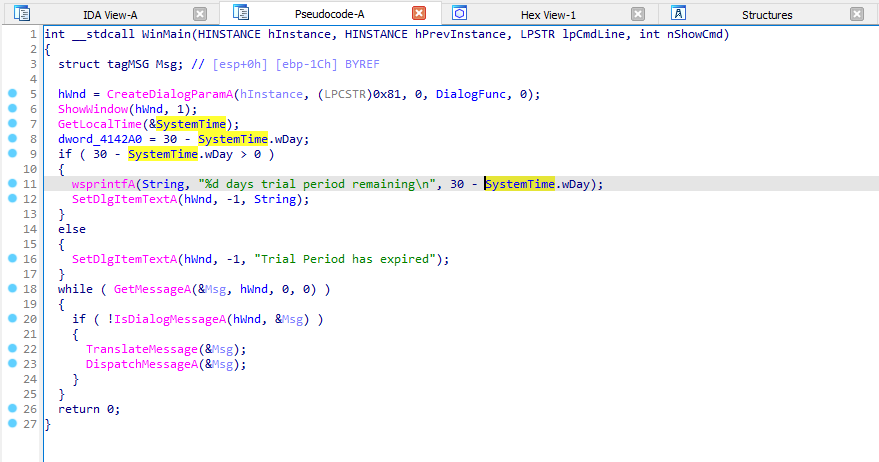 IDA View-A Pseudocode-A Hex View-1 Structures
1 int __stdcall WinMain(HINSTANCE hInstance, HINSTANCE hPrevInstance, LPSTR lpCmdLine, int nShowCmd)
2 {
3 struct tagMSG Msg; // [esp+0h] [ebp-1Ch] BYREF
4
5 hWnd = CreateDialogParamA(hInstance, (LPCSTR)0x81, 0, DialogFunc, 0);
6 ShowWindow(hWnd, 1);
7 GetLocalTime(&SystemTime);
8 dword_4142A0 = 30 - SystemTime.wDay;
9 if ( 30 - SystemTime.wDay > 0 )
10 {
11 wsprintfA(String, "%d days trial period remaining\n", 30 - SystemTime.wDay);
12 SetDlgItemTextA(hWnd, -1, String);
13 }
14 else
15 {
16 SetDlgItemTextA(hWnd, -1, "Trial Period has expired");
17 }
18 while ( GetMessageA(&Msg, hWnd, 0, 0) )
19 {
20 if ( !IsDialogMessageA(hWnd, &Msg) )
21 {
22 TranslateMessage(&Msg);
23 DispatchMessageA(&Msg);
24 }
25 }
26 return 0;
27 }